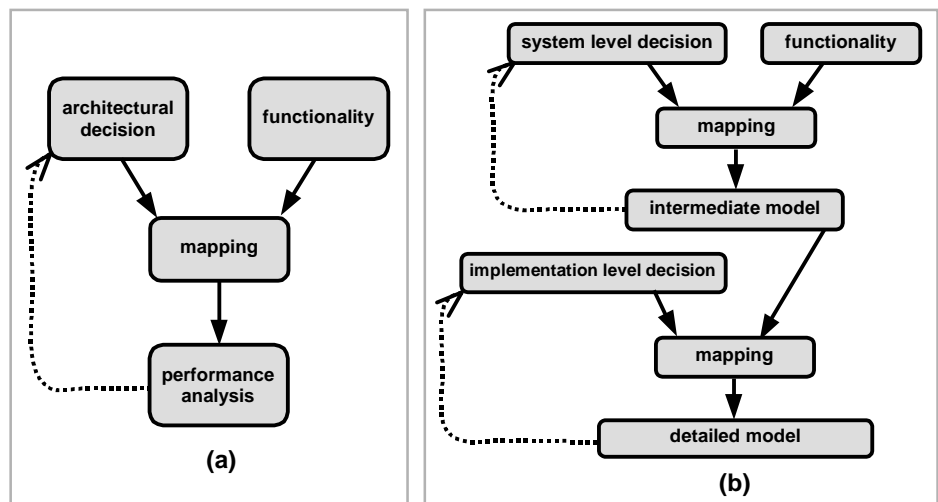 architectural
decision
functionality
mapping
performance
analysis
(a)
system level decision
functionality
mapping
intermediate model
implementation level decision
mapping
detailed model
(b)